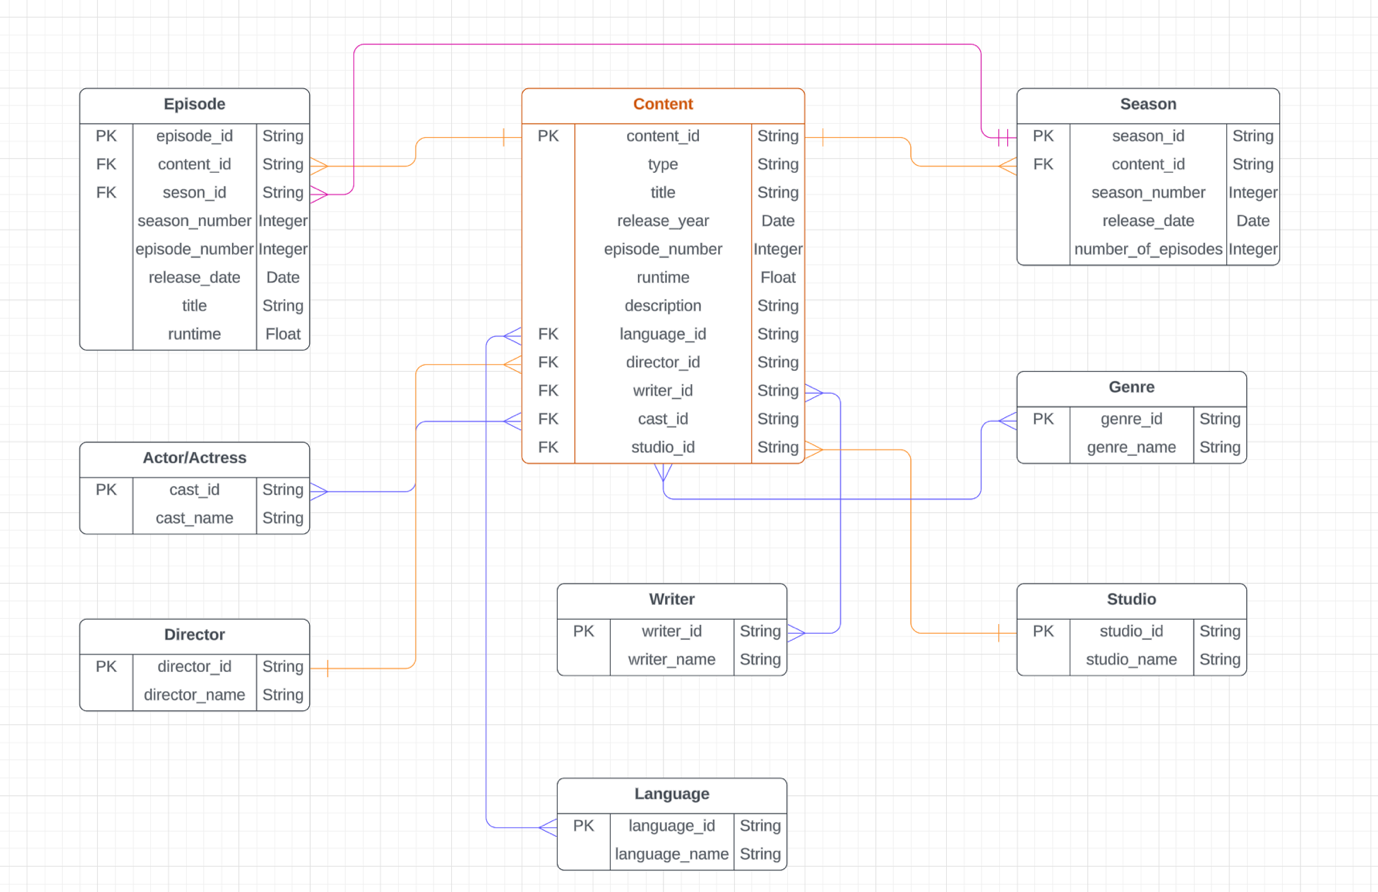 Episode
PK episode_id String
FK content_id String
FK seson_id String
season_number Integer
episode_number Integer
release_date Date
title String
runtime Float
Content
PK content_id String
type String
title String
release_year Date
episode_number Integer
runtime Float
description String
FK language_id String
FK director_id String
FK writer_id String
FK cast_id String
FK studio_id String
Season
PK season_id String
FK content_id String
season_number Integer
release_date Date
number_of_episodes Integer
Genre
PK genre_id String
genre_name String
Actor/Actress
PK cast_id String
cast_name String
Director
PK director_id String
director_name String
Writer
PK writer_id String
writer_name String
Studio
PK studio_id String
studio_name String
Language
PK language_id String
language_name String